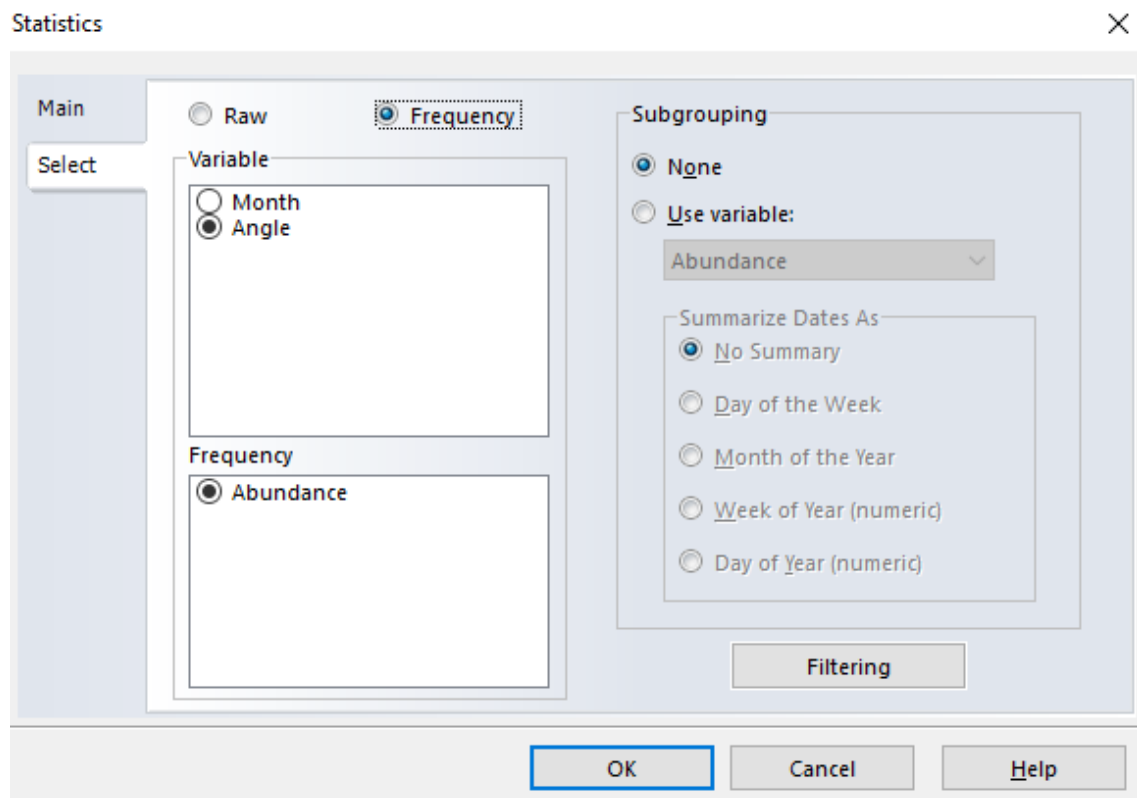 Statistics
Main
Select
Raw
Frequency
Variable
Month
Angle
Frequency
Abundance
Subgrouping
None
Use variable:
Abundance
Summarize Dates As
No Summary
Day of the Week
Month of the Year
Week of Year (numeric)
Day of Year (numeric)
Filtering
OK
Cancel
Help